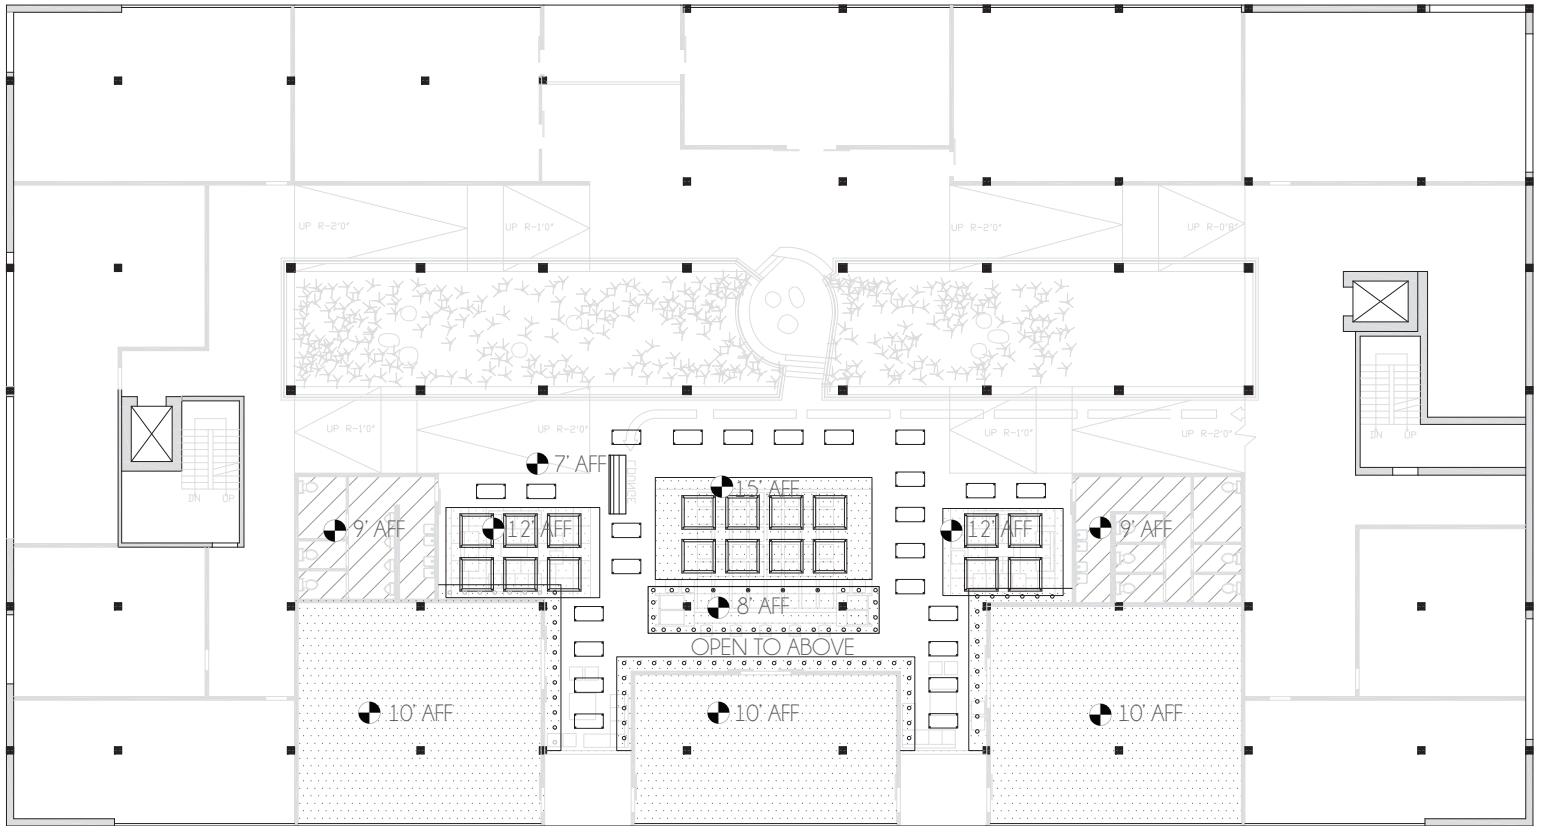 UP R-2'0"
UP R-1'0"
UP R-2'0"
UP R-0'8"
UP R-1'0"
UP R-2'0"
UP R-1'0"
UP R-2'0"
DN
UP
7' AFF
15' AFF
DN
UP
9' AFF
12' AFF
12' AFF
9' AFF
8' AFF
OPEN TO ABOVE
10' AFF
10' AFF
10' AFF